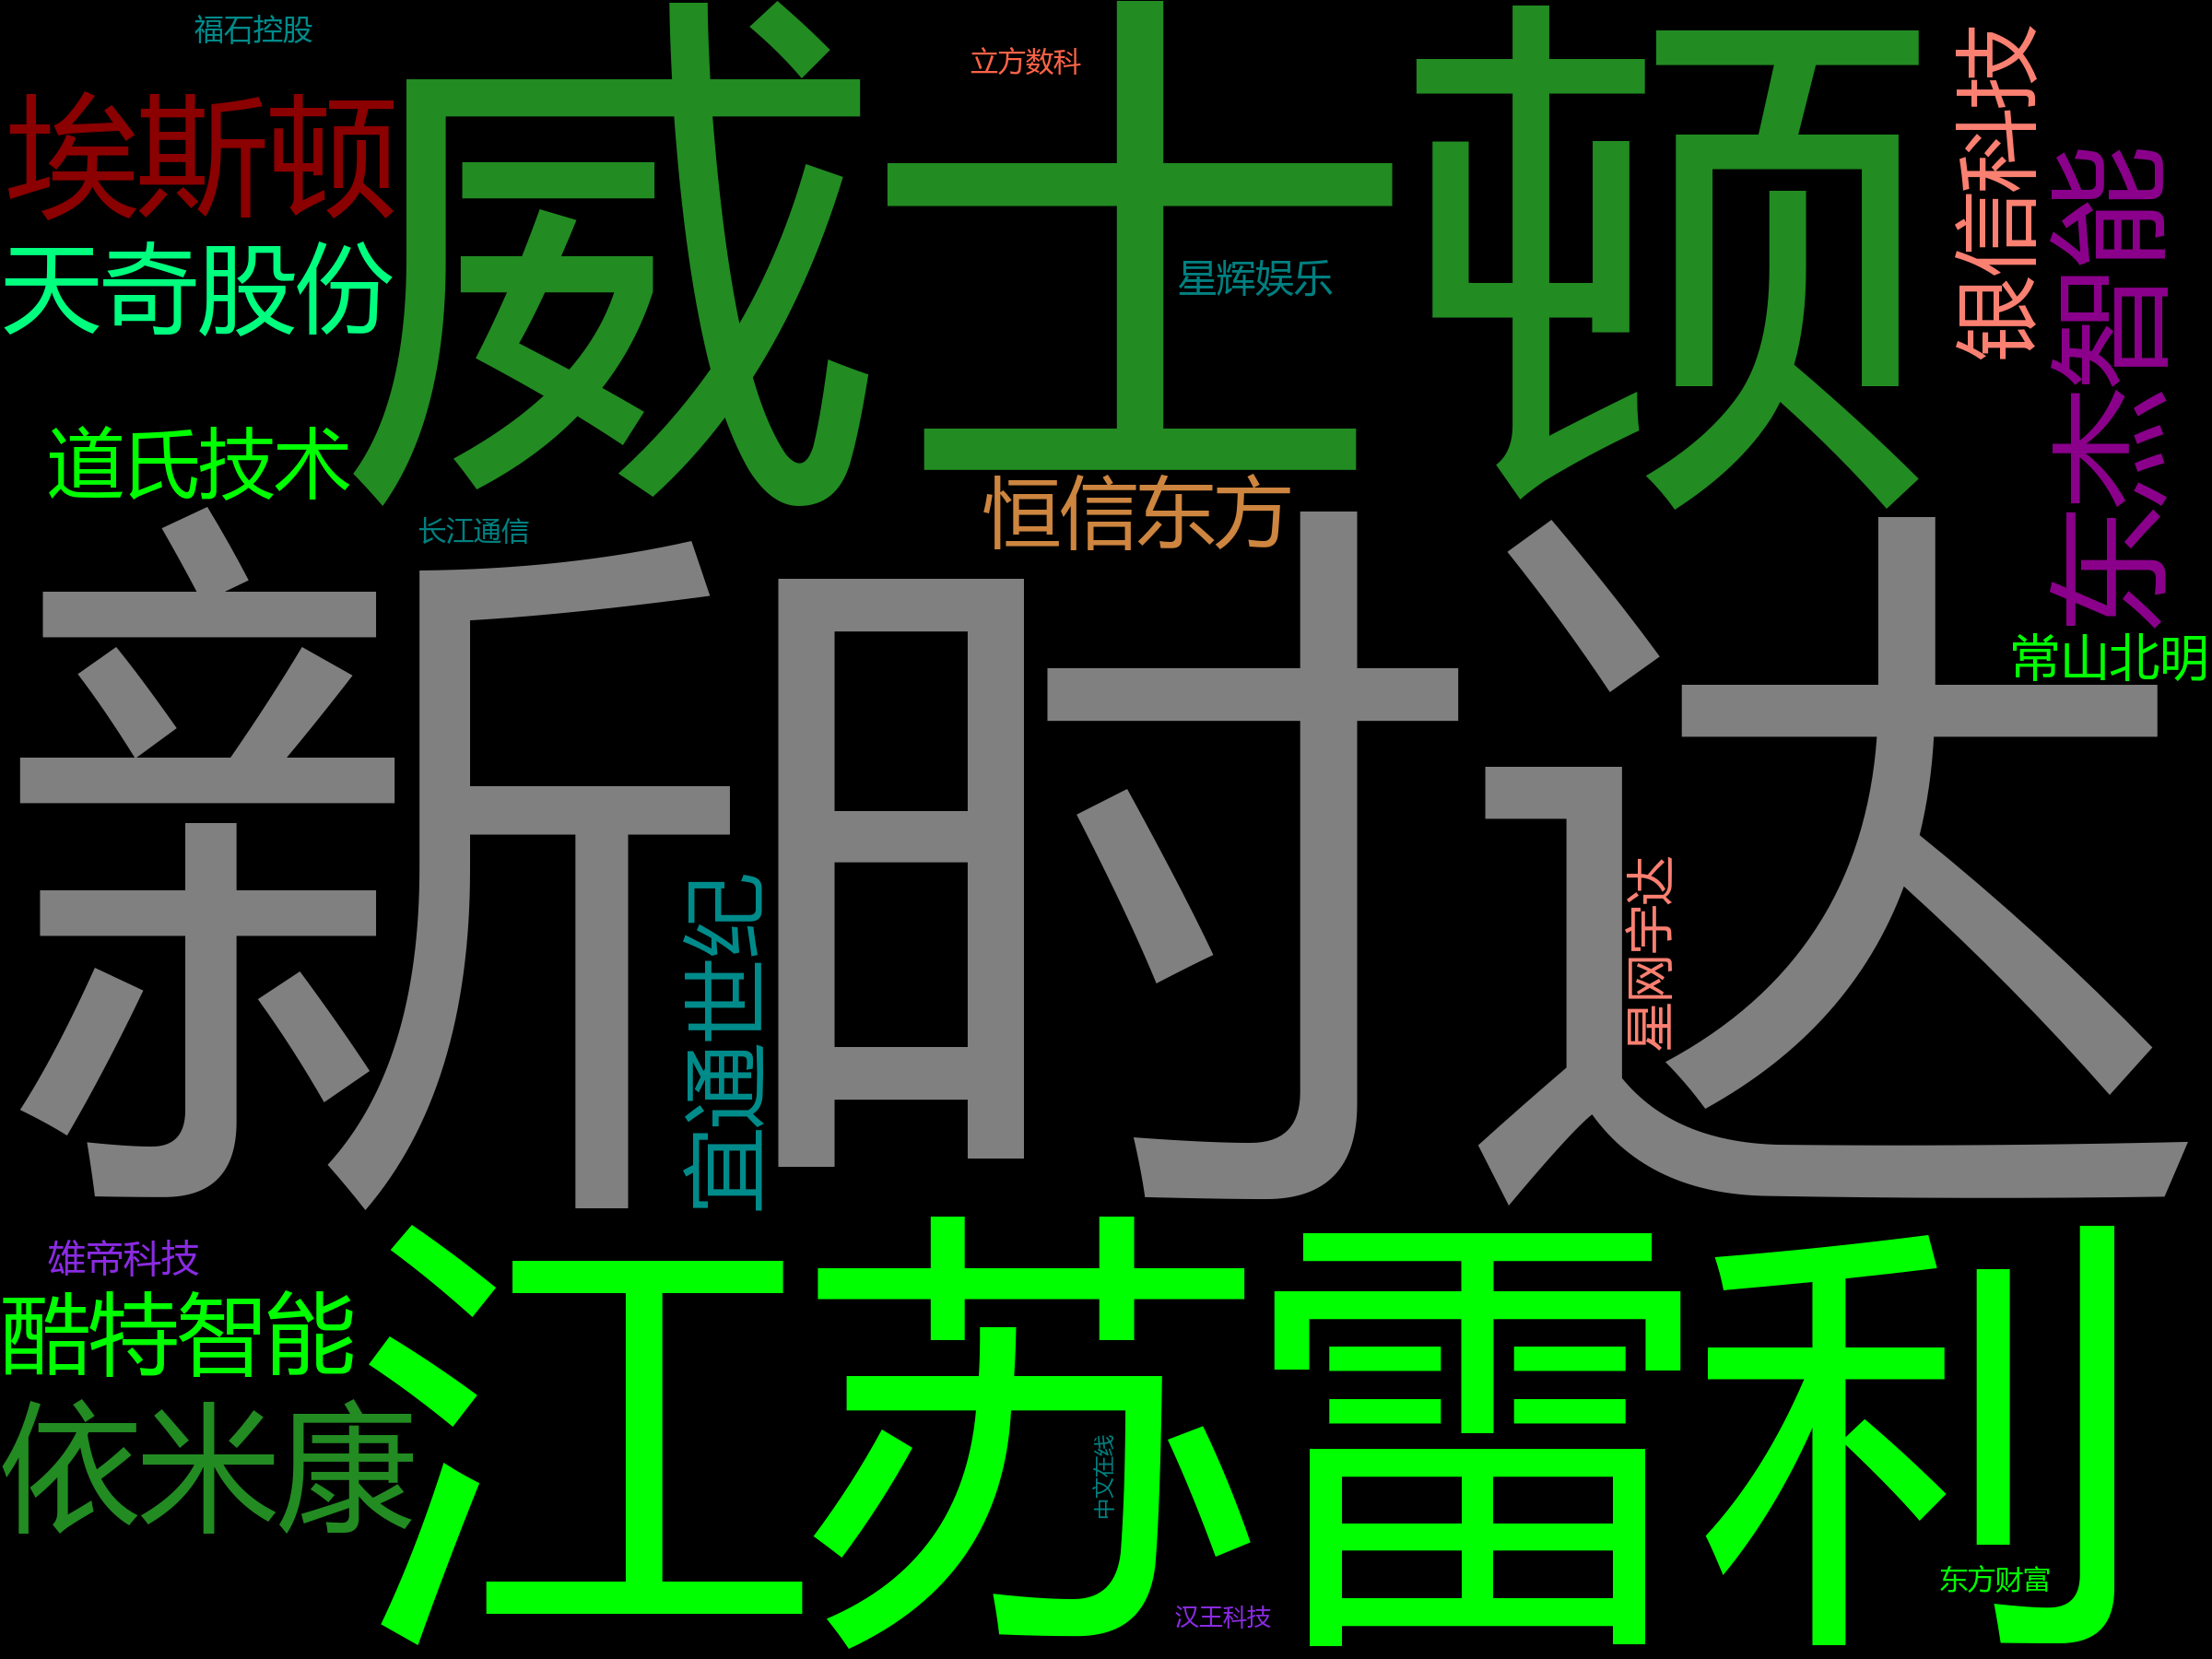 福石控股
立方数科
威士顿
银信科技
埃斯顿
东杰智能
天奇股份
星辉娱乐
道氏技术
恒信东方
长江通信
新时达
常山北明
宣通世纪
星网宇达
雄帝科技
江苏雷利
酷特智能
依米康
中文在线
东方财富
汉王科技